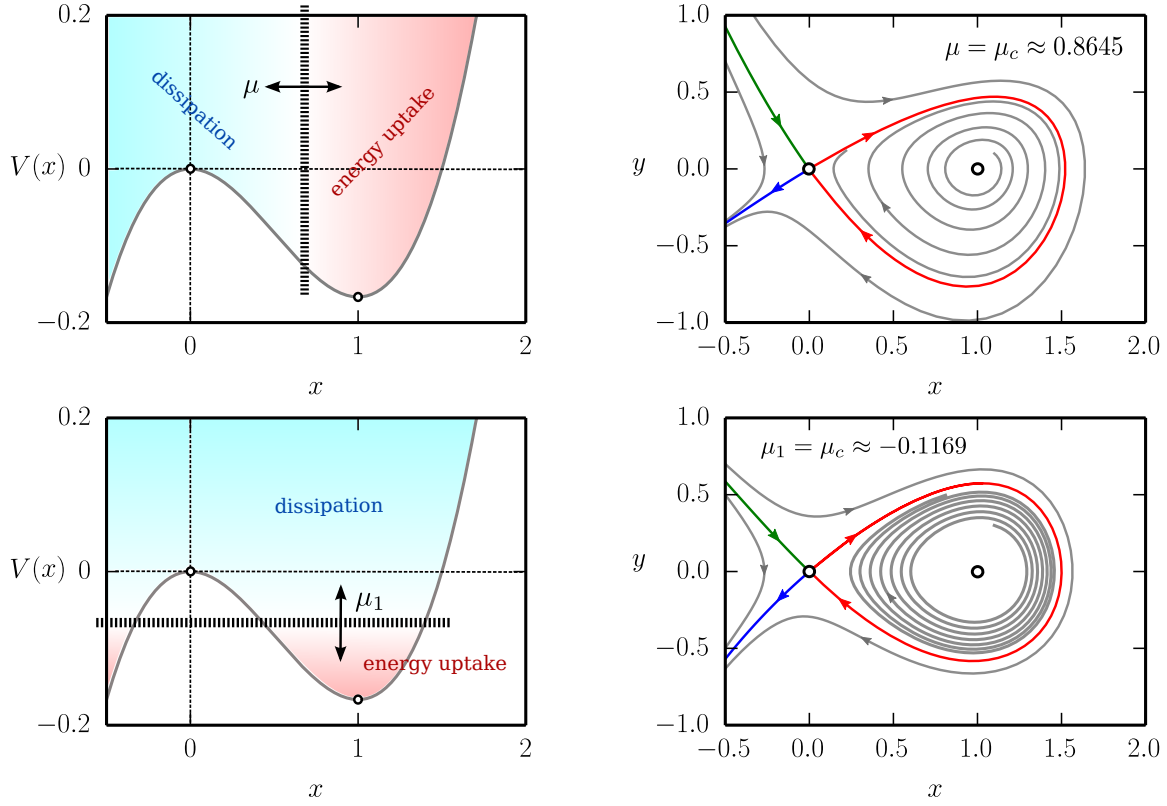 0.2
V(x) 0
−0.2
0
1
2
x
dissipation
μ
energy uptake
1.0
0.5
y 0.0
−0.5
−1.0
−0.5
0.0
0.5
1.0
1.5
2.0
x
μ = μc ≈ 0.8645
0.2
V(x) 0
−0.2
0
1
2
x
dissipation
μ1
energy uptake
1.0
0.5
y 0.0
−0.5
−1.0
−0.5
0.0
0.5
1.0
1.5
2.0
x
μ1 = μc ≈ −0.1169